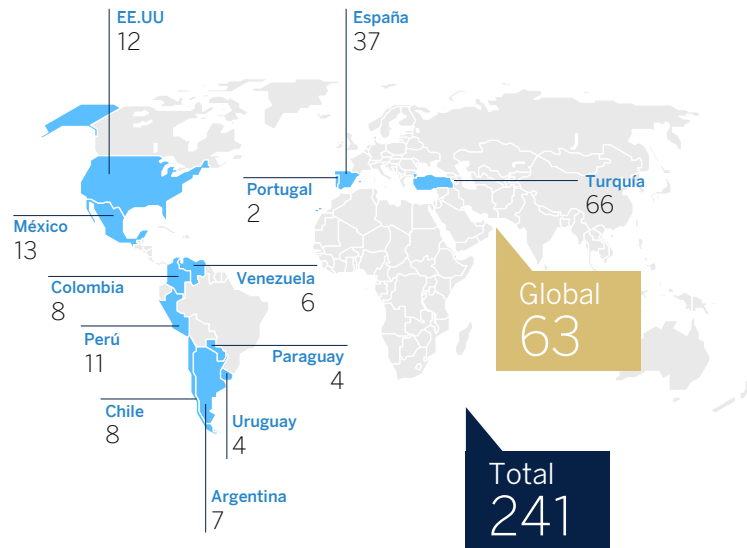 EE.UU
12
España
37
Portugal
2
Turquía
66
México
13
Colombia
8
Venezuela
6
Perú
11
Paraguay
4
Chile
8
Uruguay
4
Argentina
7
Global
63
Total
241